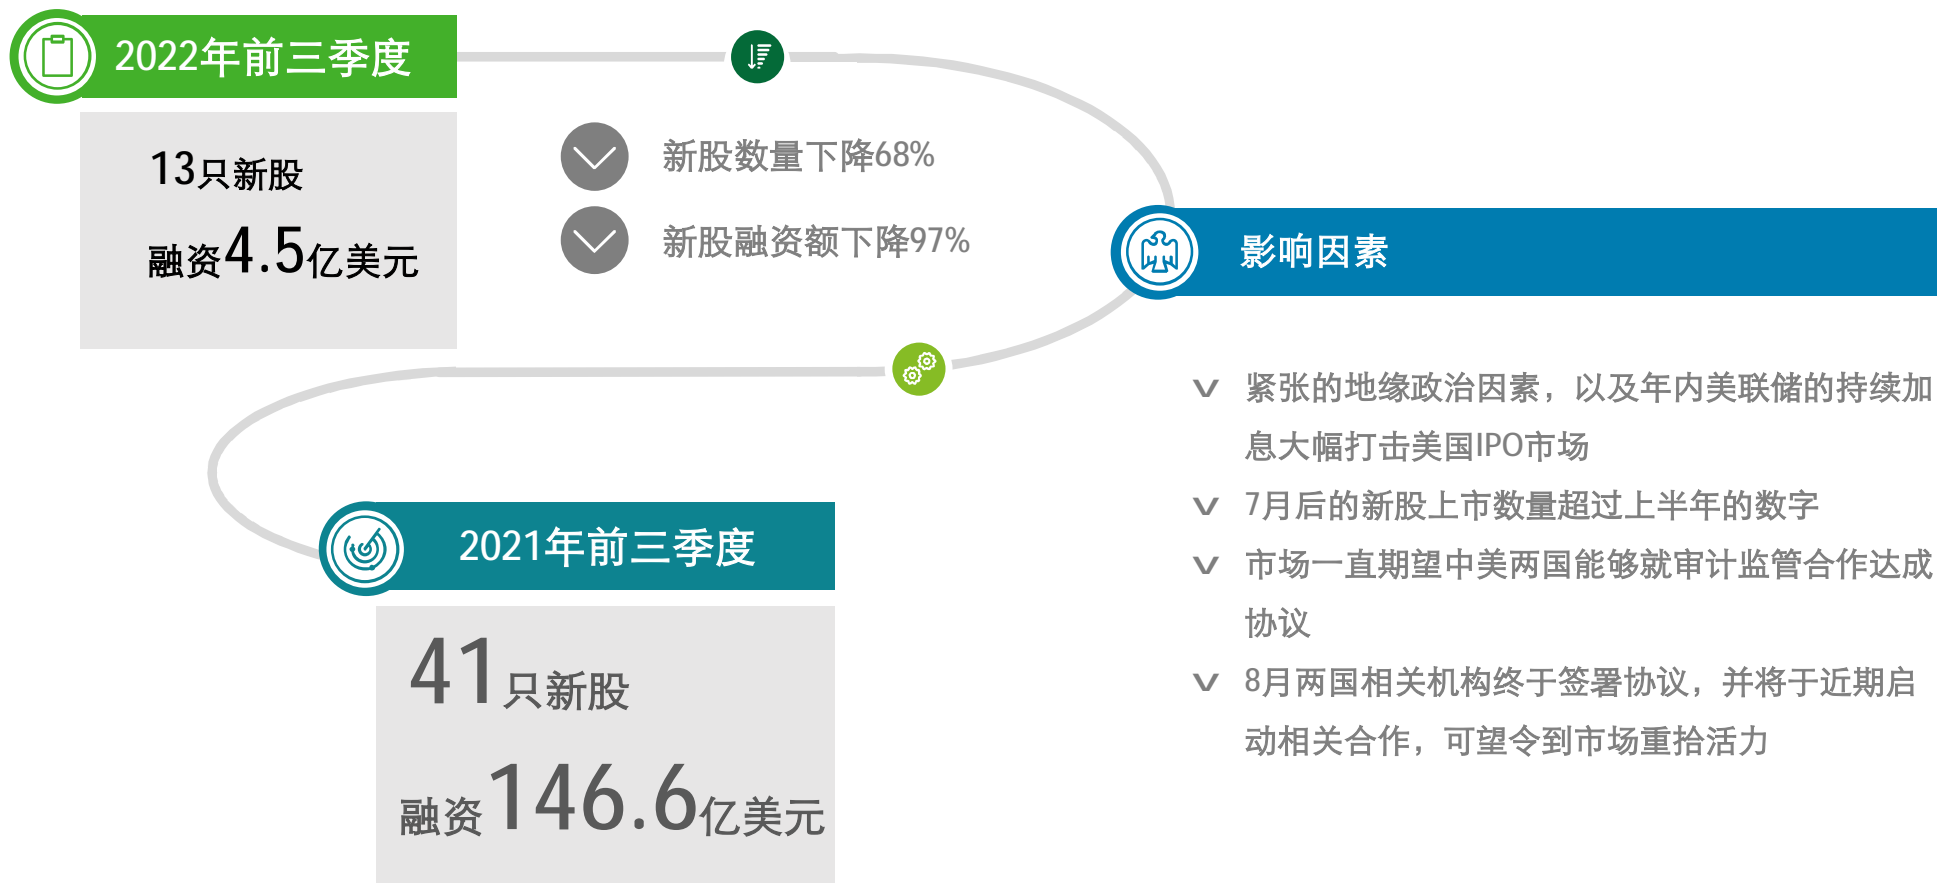 2022年前三季度
13只新股
融资4.5亿美元
新股数量下降68%
新股融资额下降97%
影响因素
紧张的地缘政治因素，以及年内美联储的持续加
息大幅打击美国IPO市场
7月后的新股上市数量超过上半年的数字
市场一直期望中美两国能够就审计监管合作达成
协议
8月两国相关机构终于签署协议，并将于近期启
动相关合作，可望令到市场重拾活力
2021年前三季度
41只新股
融资146.6亿美元